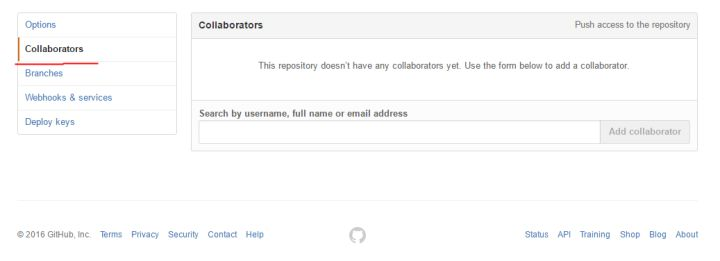 Options
Collaborators
Branches
Webhooks & services
Deploy keys
Collaborators Push access to the repository
This repository doesn't have any collaborators yet. Use the form below to add a collaborator.
Search by username, full name or email address
Add collaborator
© 2016 GitHub, Inc. Terms Privacy Security Contact Help Status API Training Shop Blog About